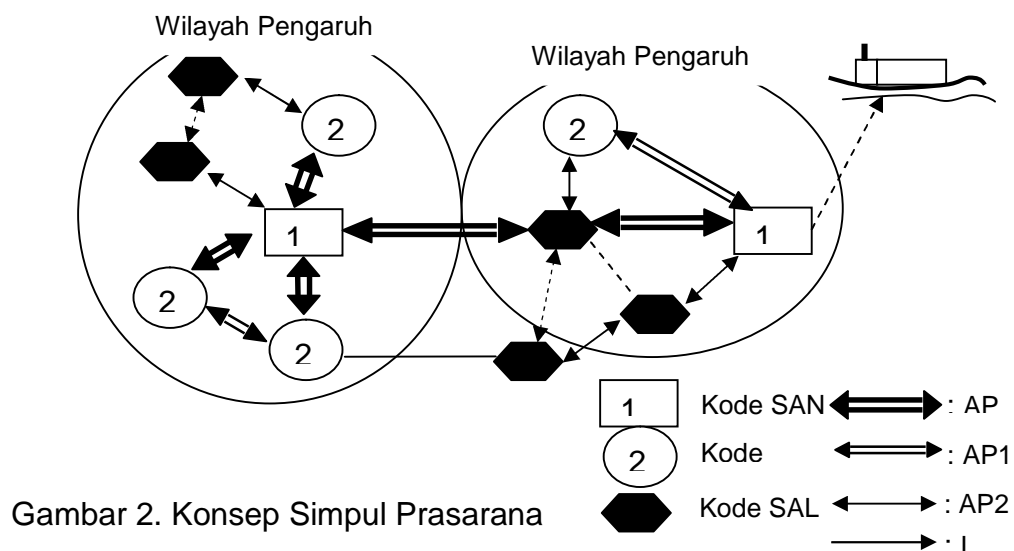 Wilayah Pengaruh
Wilayah Pengaruh
2
2
1
1
2
2
1 Kode SAN : AP
2 Kode : AP1
Kode SAL : AP2
Gambar 2. Konsep Simpul Prasarana